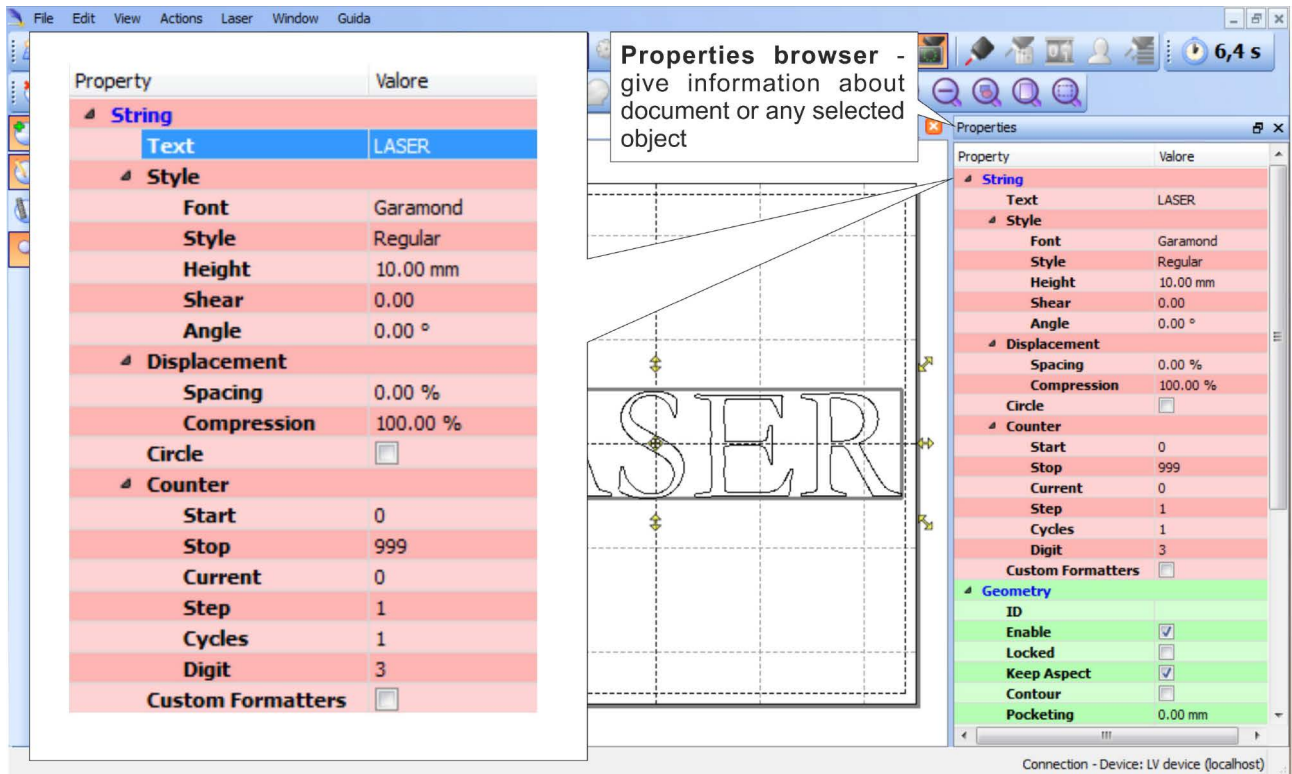 File Edit View Actions Laser Window Guida
6,4 s
Properties browser -
give information about
document or any selected
object
Property Valore
String
Text LASER
Style
Font Garamond
Style Regular
Height 10.00 mm
Shear 0.00
Angle 0.00 °
Displacement
Spacing 0.00 %
Compression 100.00 %
Circle
Counter
Start 0
Stop 999
Current 0
Step 1
Cycles 1
Digit 3
Custom Formatters
ASER
Properties
Property Valore
String
Text LASER
Style
Font Garamond
Style Regular
Height 10.00 mm
Shear 0.00
Angle 0.00 °
Displacement
Spacing 0.00 %
Compression 100.00 %
Circle
Counter
Start 0
Stop 999
Current 0
Step 1
Cycles 1
Digit 3
Custom Formatters
Geometry
ID
Enable
Locked
Keep Aspect
Contour
Pocketing 0.00 mm
Connection - Device: LV device (localhost)